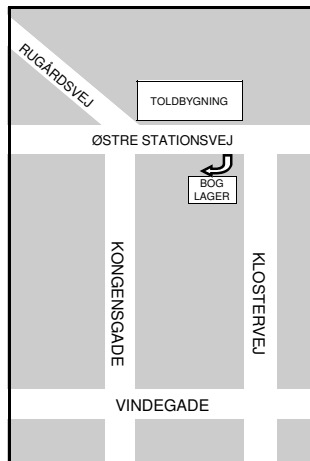 RUGÅRDSVEJ
TOLDBYGNING
ØSTRE STATIONSVEJ
BOG
LAGER
KONGENSGADE
KLOSTERVEJ
VINDEGADE